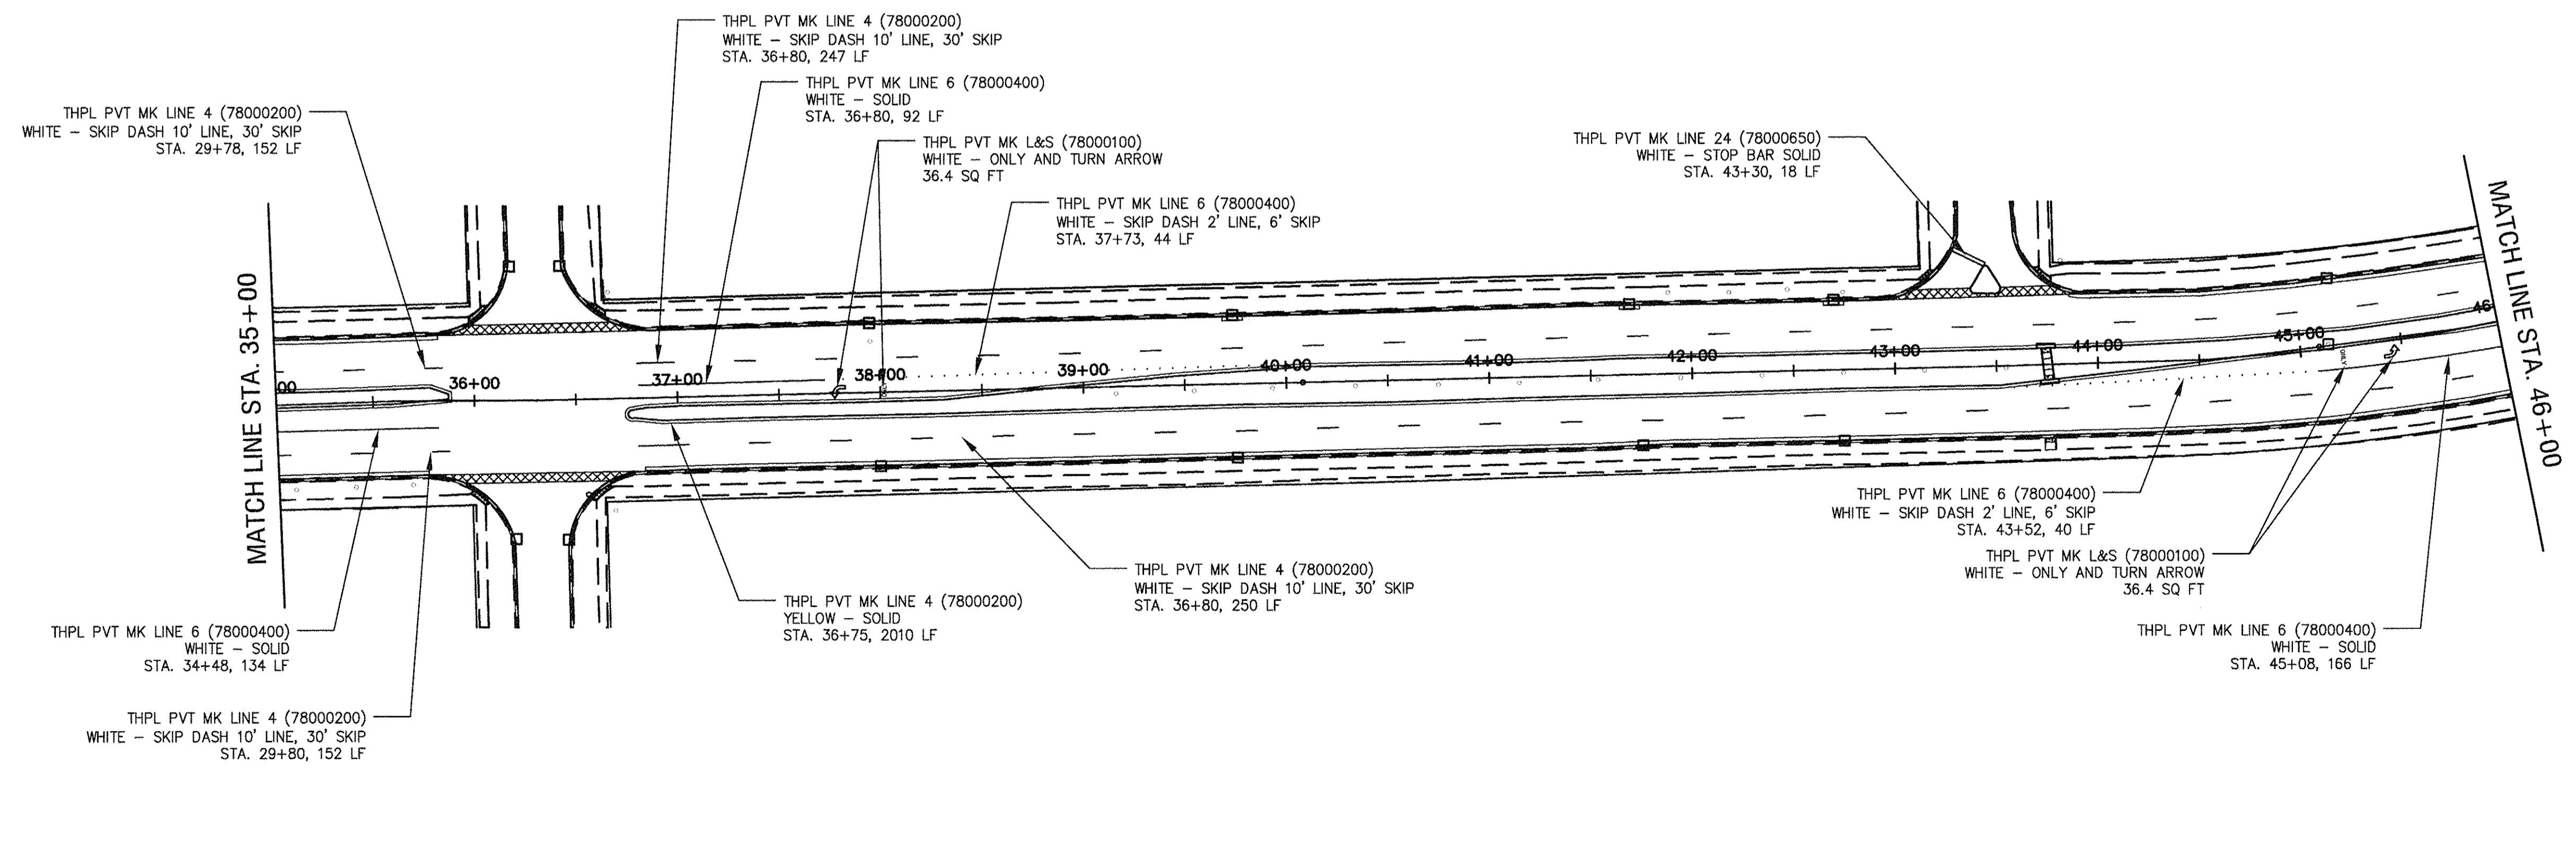 THPL PVT MK LINE 4 (78000200)
WHITE – SKIP DASH 10' LINE, 30' SKIP
STA. 36+80, 247 LF
THPL PVT MK LINE 6 (78000400)
WHITE – SOLID
STA. 36+80, 92 LF
THPL PVT MK LINE 4 (78000200)
WHITE – SKIP DASH 10' LINE, 30' SKIP
STA. 29+78, 152 LF
THPL PVT MK L&S (78000100)
WHITE – ONLY AND TURN ARROW
36.4 SQ FT
THPL PVT MK LINE 24 (78000650)
WHITE – STOP BAR SOLID
STA. 43+30, 18 LF
THPL PVT MK LINE 6 (78000400)
WHITE – SKIP DASH 2' LINE, 6' SKIP
STA. 37+73, 44 LF
MATCH LINE STA. 35+00
MATCH LINE STA. 46+00
00
36+00
37+00
38+00
39+00
40+00
41+00
42+00
43+00
44+00
45+00
46
ONLY
THPL PVT MK LINE 6 (78000400)
WHITE – SKIP DASH 2' LINE, 6' SKIP
STA. 43+52, 40 LF
THPL PVT MK L&S (78000100)
WHITE – ONLY AND TURN ARROW
36.4 SQ FT
THPL PVT MK LINE 4 (78000200)
WHITE – SKIP DASH 10' LINE, 30' SKIP
STA. 36+80, 250 LF
THPL PVT MK LINE 4 (78000200)
YELLOW – SOLID
STA. 36+75, 2010 LF
THPL PVT MK LINE 6 (78000400)
WHITE – SOLID
STA. 34+48, 134 LF
THPL PVT MK LINE 6 (78000400)
WHITE – SOLID
STA. 45+08, 166 LF
THPL PVT MK LINE 4 (78000200)
WHITE – SKIP DASH 10' LINE, 30' SKIP
STA. 29+80, 152 LF